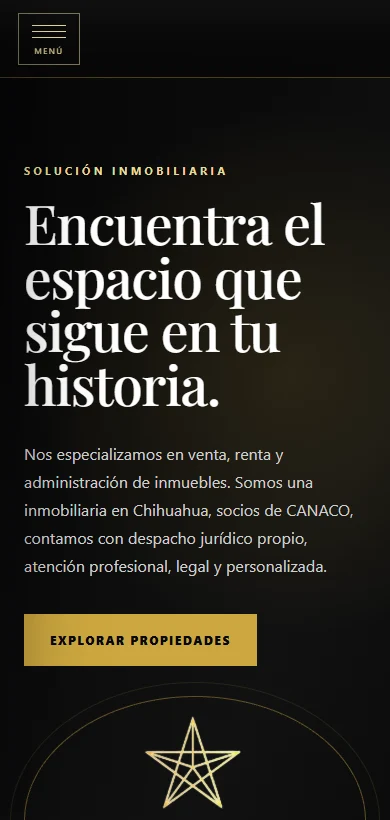 MENÚ
SOLUCIÓN INMOBILIARIA
Encuentra el
espacio que
sigue en tu
historia.
Nos especializamos en venta, renta y
administración de inmuebles. Somos una
inmobiliaria en Chihuahua, socios de CANACO,
contamos con despacho jurídico propio,
atención profesional, legal y personalizada.
EXPLORAR PROPIEDADES